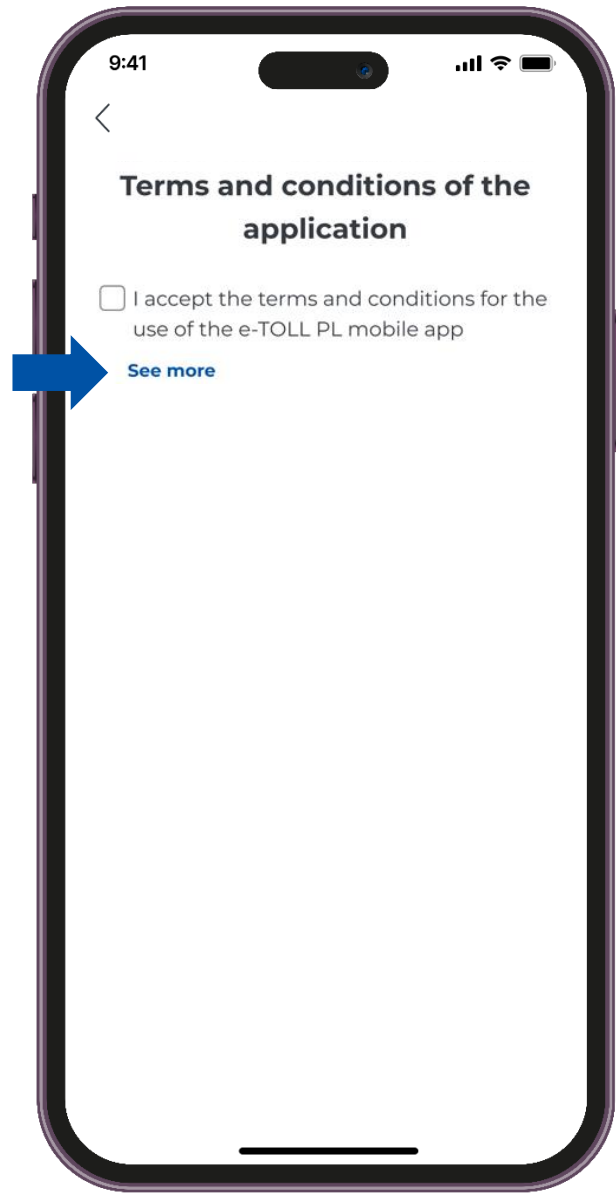 9:41
Terms and conditions of the
application
I accept the terms and conditions for the
use of the e-TOLL PL mobile app
See more